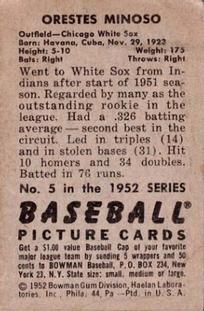 ORESTES MINOSO
Outfield—Chicago White Sox
Born: Havana, Cuba, Nov. 29, 1923
Height: 5-10 Weight: 175
Bats: Right Throws: Right
Went to White Sox from In-
dians after start of 1951 sea-
son. Regarded by many as the
outstanding rookie in the
league. Had a .326 batting
average — second best in the
circuit. Led in triples (14)
and in stolen bases (31). Hit
10 homers and 34 doubles.
Batted in 76 runs.
No. 5 in the 1952 SERIES
BASEBALL®
PICTURE CARDS
Get a $1.00 value Baseball Cap of your favorite
major league team by sending 5 wrappers and 50
cents to BOWMAN Baseball, P. O. BOX 234, NEW
YORK 23, N.Y. State size: small, medium or large.
©1952 Bowman Gum Division, Haelan Labora-
tories, Inc., Phila. 44, Pa —Ptd. in U. S. A.